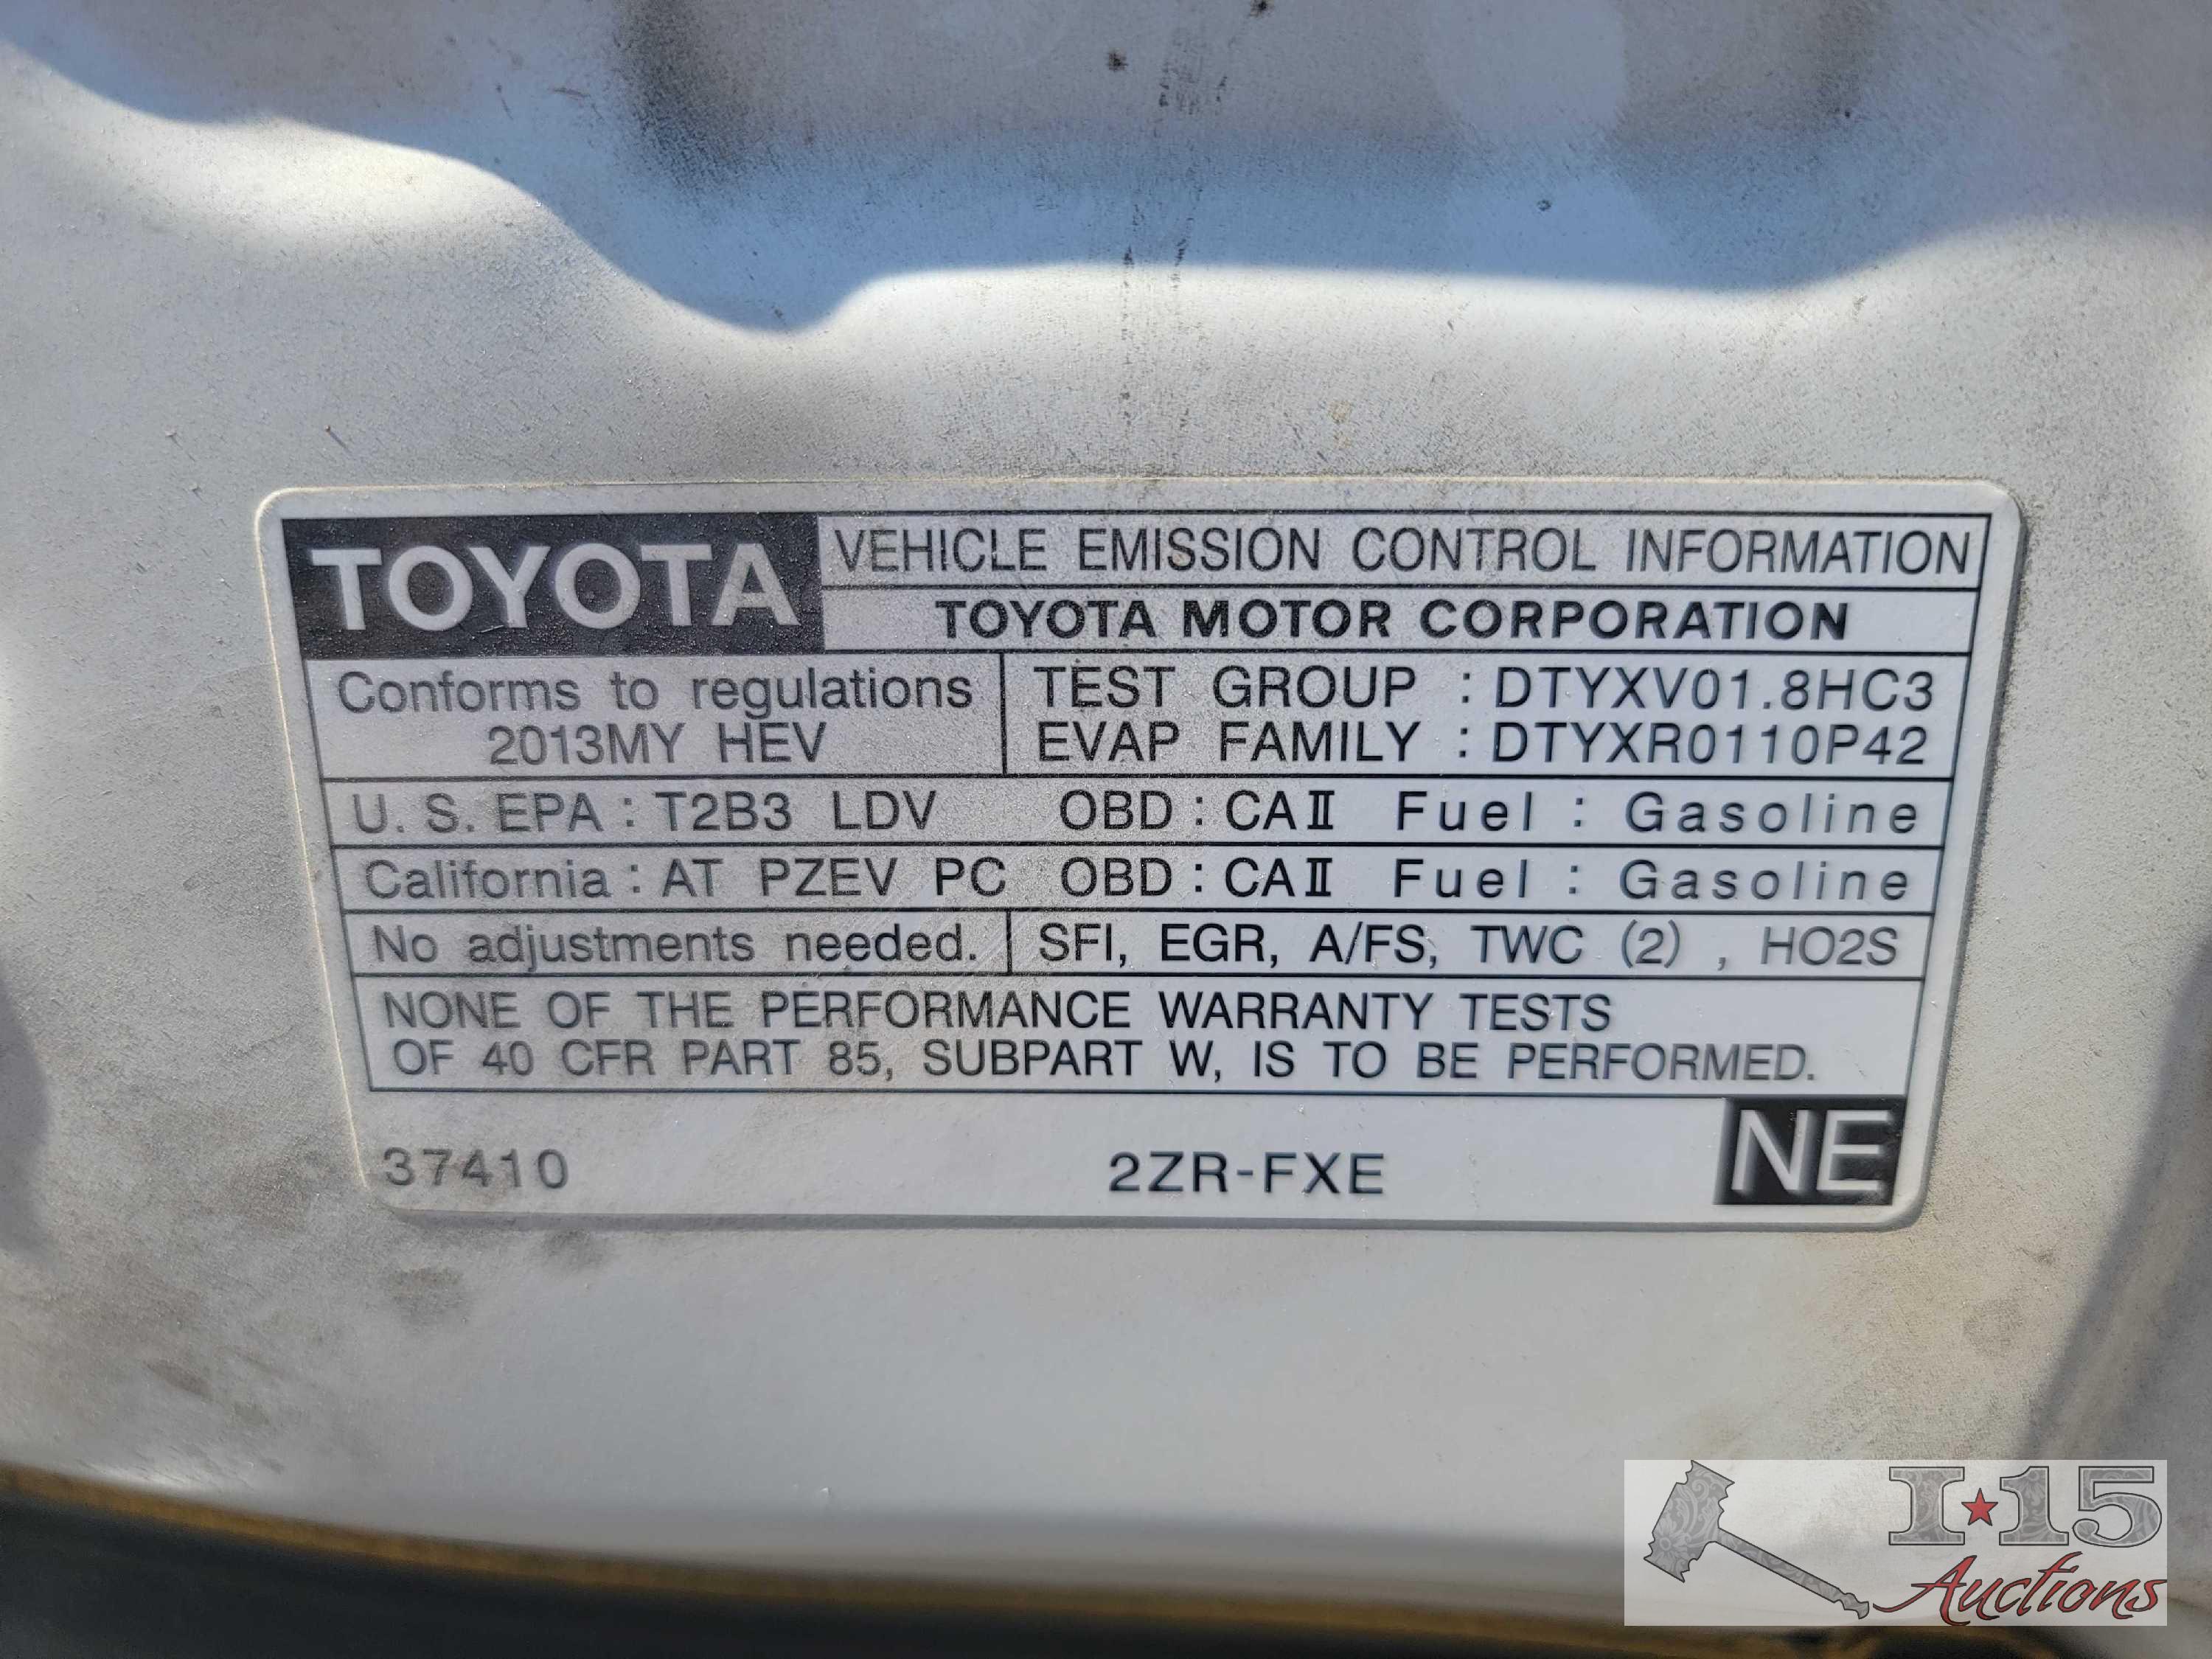 TOYOTA VEHICLE EMISSION CONTROL INFORMATION
TOYOTA MOTOR CORPORATION
Conforms to regulations
2013MY HEV
TEST GROUP : DTYXV01.8HC3
EVAP FAMILY : DTYXR0110P42
U. S. EPA : T2B3 LDV OBD : CAⅡ Fuel : Gasoline
California : AT PZEV PC OBD : CAⅡ Fuel : Gasoline
No adjustments needed. SFI, EGR, A/FS, TWC (2) , HO2S
NONE OF THE PERFORMANCE WARRANTY TESTS
OF 40 CFR PART 85, SUBPART W, IS TO BE PERFORMED.
37410 2ZR-FXE NE
I★15
Auctions